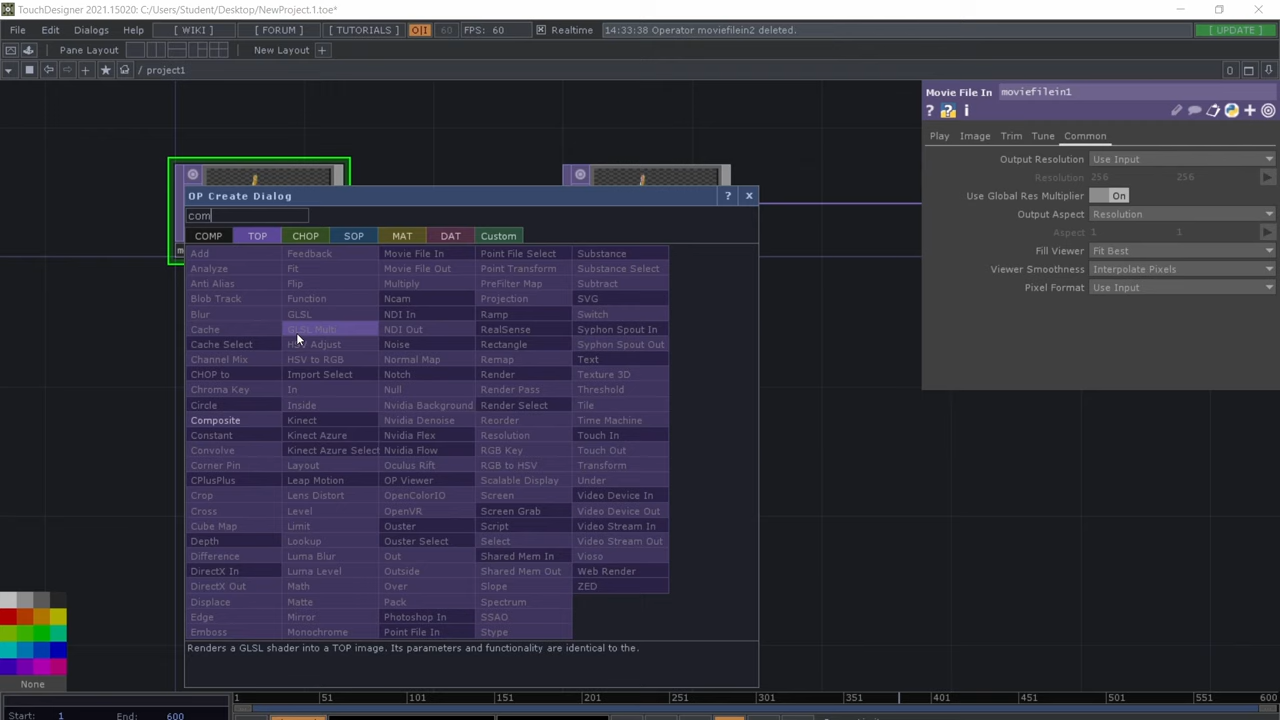 TouchDesigner 2021.15020: C:/Users/Student/Desktop/NewProject.1.toe*
File Edit Dialogs Help [ WIKI ] [ FORUM ] [ TUTORIALS ] O|I 60 FPS: 60 Realtime 14:33:38 Operator moviefilein2 deleted. [ UPDATE ]
Pane Layout New Layout +
/ project1 0
Movie File In moviefilein1
? ? i
Play Image Trim Tune Common
Output Resolution Use Input
Resolution 256 256
Use Global Res Multiplier On
Output Aspect Resolution
Aspect 1 1
Fill Viewer Fit Best
Viewer Smoothness Interpolate Pixels
Pixel Format Use Input
OP Create Dialog ? x
com
COMP TOP CHOP SOP MAT DAT Custom
Add Feedback Movie File In Point File Select Substance
Analyze Fit Movie File Out Point Transform Substance Select
Anti Alias Flip Multiply PreFilter Map Subtract
Blob Track Function Ncam Projection SVG
Blur GLSL NDI In Ramp Switch
Cache GLSL Multi NDI Out RealSense Syphon Spout In
Cache Select HSV Adjust Noise Rectangle Syphon Spout Out
Channel Mix HSV to RGB Normal Map Remap Text
CHOP to Import Select Notch Render Texture 3D
Chroma Key In Null Render Pass Threshold
Circle Inside Nvidia Background Render Select Tile
Composite Kinect Nvidia Denoise Reorder Time Machine
Constant Kinect Azure Nvidia Flex Resolution Touch In
Convolve Kinect Azure Select Nvidia Flow RGB Key Touch Out
Corner Pin Layout Oculus Rift RGB to HSV Transform
CPlusPlus Leap Motion OP Viewer Scalable Display Under
Crop Lens Distort OpenColorIO Screen Video Device In
Cross Level OpenVR Screen Grab Video Device Out
Cube Map Limit Ouster Script Video Stream In
Depth Lookup Ouster Select Select Video Stream Out
Difference Luma Blur Out Shared Mem In Vioso
DirectX In Luma Level Outside Shared Mem Out Web Render
DirectX Out Math Over Slope ZED
Displace Matte Pack Spectrum
Edge Mirror Photoshop In SSAO
Emboss Monochrome Point File In Stype
Renders a GLSL shader into a TOP image. Its parameters and functionality are identical to the.
None
1 51 101 151 201 251 301 351 401 451 501 551 600
Start: 1 End: 600